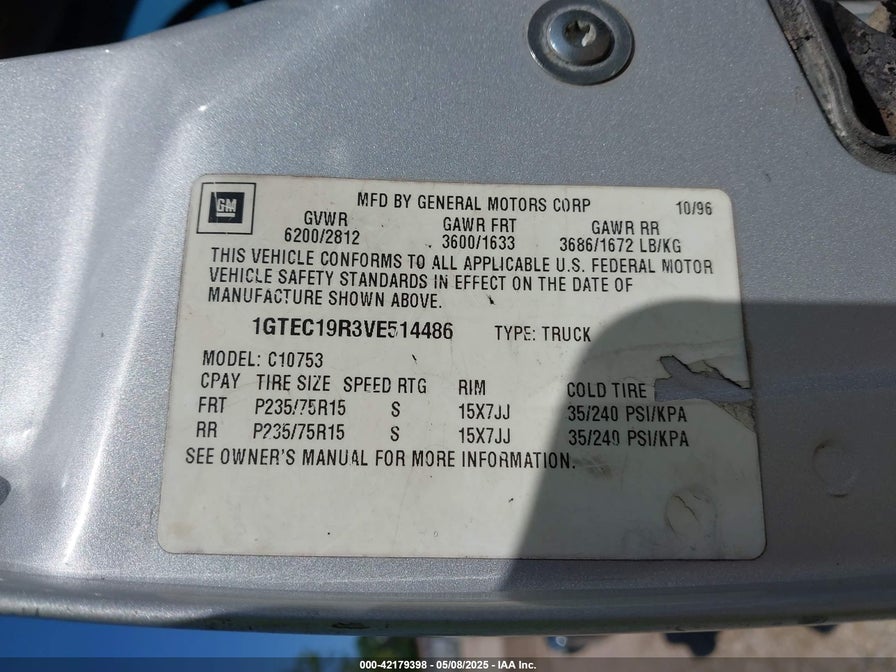 GM
MFD BY GENERAL MOTORS CORP 10/96
GVWR GAWR FRT GAWR RR
6200/2812 3600/1633 3686/1672 LB/KG
THIS VEHICLE CONFORMS TO ALL APPLICABLE U.S. FEDERAL MOTOR
VEHICLE SAFETY STANDARDS IN EFFECT ON THE DATE OF
MANUFACTURE SHOWN ABOVE.
1GTEC19R3VE514486 TYPE: TRUCK
MODEL: C10753
CPAY TIRE SIZE SPEED RTG RIM COLD TIRE
FRT P235/75R15 S 15X7JJ 35/240 PSI/KPA
RR P235/75R15 S 15X7JJ 35/240 PSI/KPA
SEE OWNER'S MANUAL FOR MORE INFORMATION.
000-42179398 - 05/08/2025 - IAA Inc.